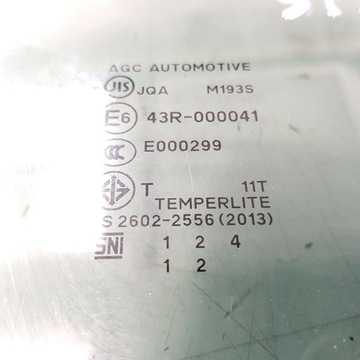 AGC AUTOMOTIVE
JIS JQA M193S
E6 43R-000041
CCC E000299
T 11T
TEMPERLITE
S 2602-2556 (2013)
SNI 1 2 4
1 2